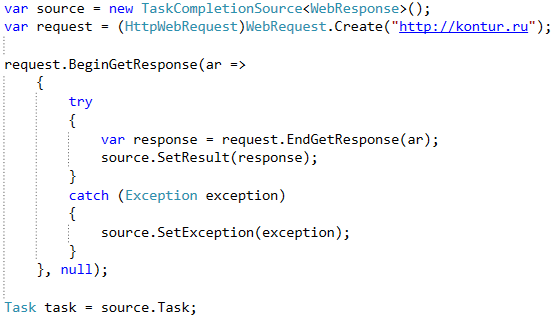 var source = new TaskCompletionSource<WebResponse>();
var request = (HttpWebRequest)WebRequest.Create("http://kontur.ru");
request.BeginGetResponse(ar =>
{
try
{
var response = request.EndGetResponse(ar);
source.SetResult(response);
}
catch (Exception exception)
{
source.SetException(exception);
}
}, null);
Task task = source.Task;